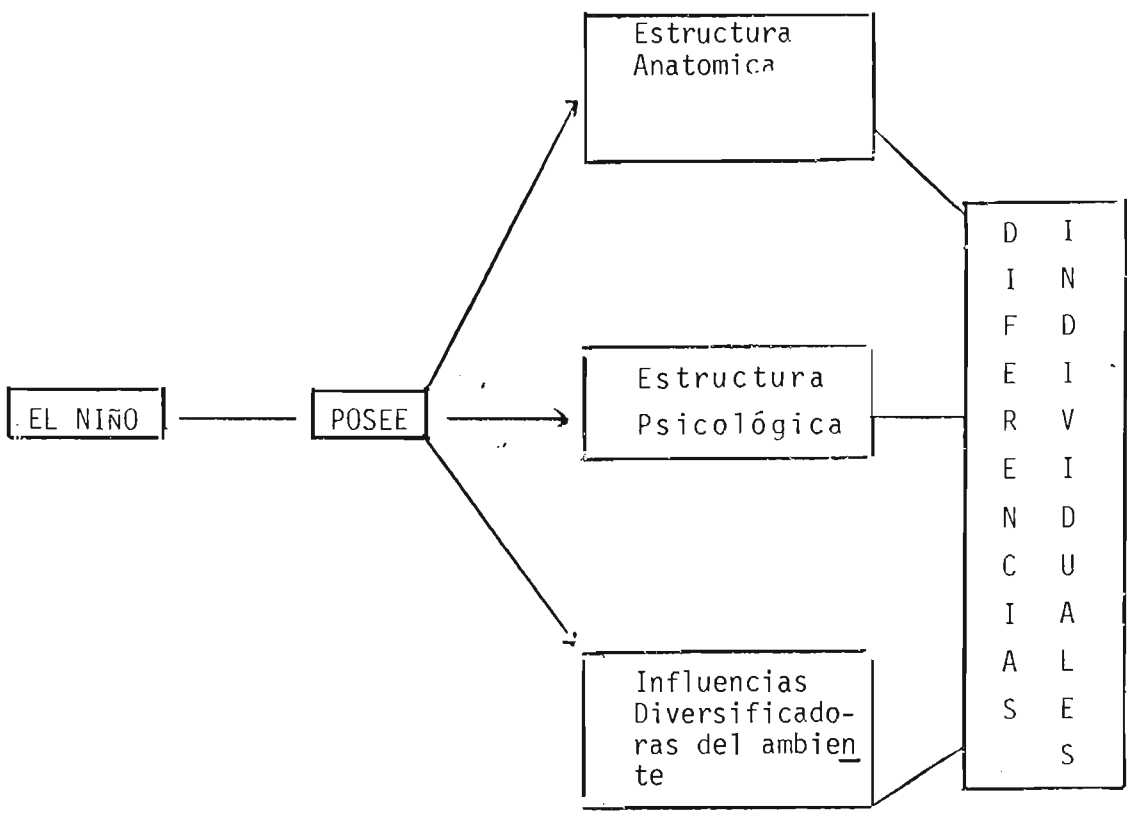 Estructura
Anatomica
EL NIÑO
POSEE
Estructura
Psicológica
Influencias
Diversificado-
ras del ambien
te
DIFERENCIAS
INDIVIDUALES